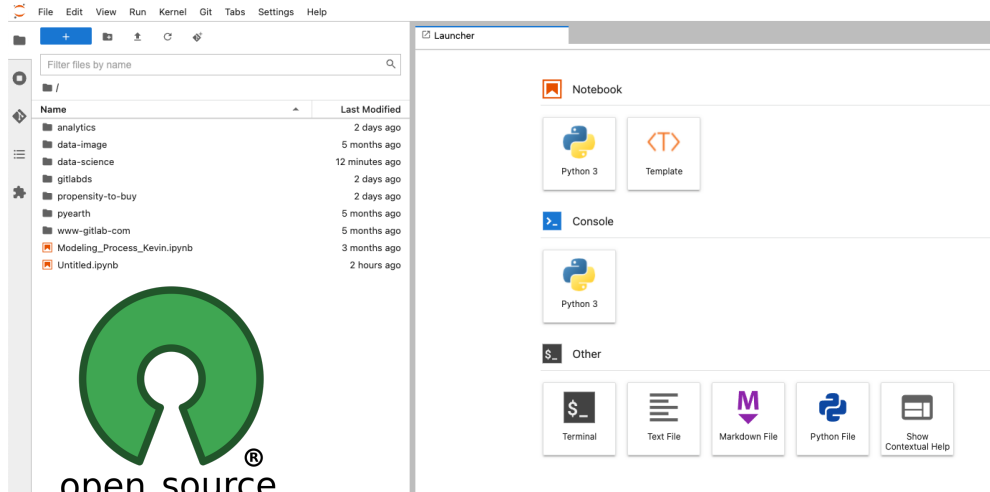 File Edit View Run Kernel Git Tabs Settings Help
+
Filter files by name
/
Name Last Modified
analytics 2 days ago
data-image 5 months ago
data-science 12 minutes ago
gitlabds 2 days ago
propensity-to-buy 2 days ago
pyearth 5 months ago
www-gitlab-com 5 months ago
Modeling_Process_Kevin.ipynb 3 months ago
Untitled.ipynb 2 hours ago
®
open source
Launcher
Notebook
Python 3
<T>
Template
>_ Console
Python 3
$_ Other
$_
Terminal
Text File
M
Markdown File
Python File
Show
Contextual Help